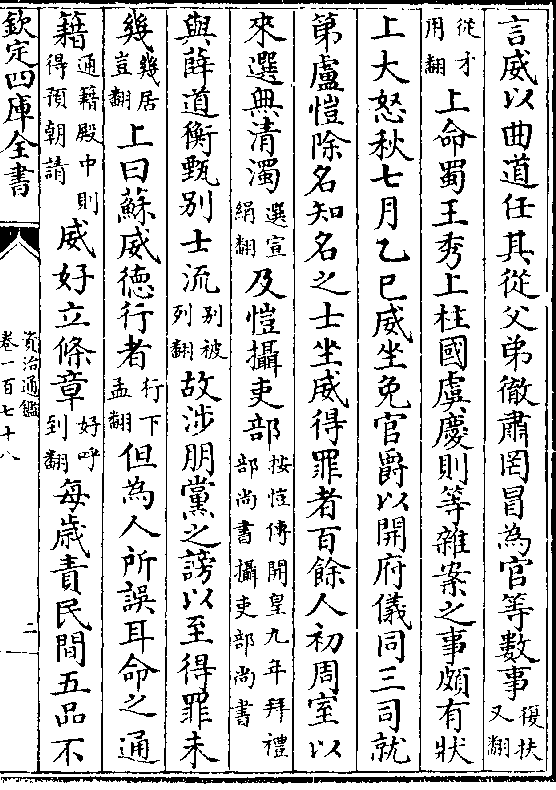 言威以曲道任其從父弟徹肅罔冒為官等數事復扶又翻
從才用翻上命蜀王秀上柱國虞慶則等雜案之事頗有狀
上大怒秋七月乙巳威坐免官爵以開府儀同三司就
第盧愷除名知名之士坐威得罪者百餘人初周室以
來選無清濁選宣絹翻及愷攝吏部按愷傳開皇九年拜禮部尚書攝吏部尚書
與薛道衡甄别士流别被列翻故涉朋黨之謗以至得罪未
幾幾居豈翻上曰蘇威德行者行下孟翻但為人所誤耳命之通
籍通籍殿中則得預朝請威好立條章好呼到翻每歲責民間五品不
欽定四庫全書
資治通鑑
卷一百七十八
二